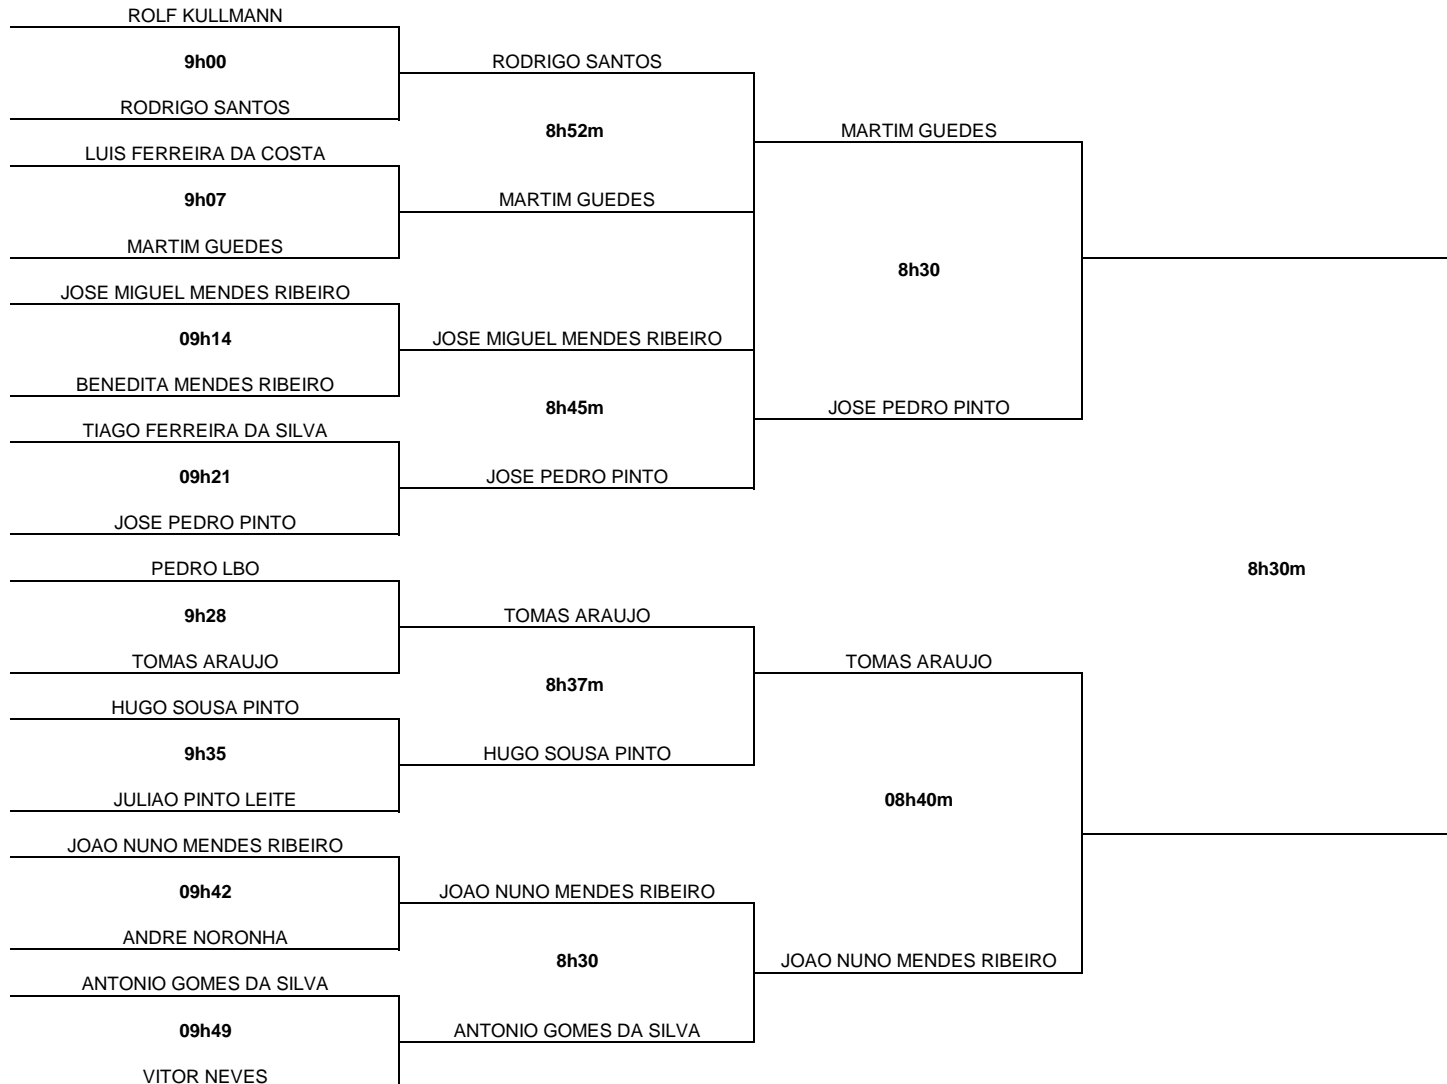 ROLF KULLMANN
9h00
RODRIGO SANTOS
LUIS FERREIRA DA COSTA
9h07
MARTIM GUEDES
JOSE MIGUEL MENDES RIBEIRO
09h14
BENEDITA MENDES RIBEIRO
TIAGO FERREIRA DA SILVA
09h21
JOSE PEDRO PINTO
PEDRO LBO
9h28
TOMAS ARAUJO
HUGO SOUSA PINTO
9h35
JULIAO PINTO LEITE
JOAO NUNO MENDES RIBEIRO
09h42
ANDRE NORONHA
ANTONIO GOMES DA SILVA
09h49
VITOR NEVES
RODRIGO SANTOS
8h52m
MARTIM GUEDES
JOSE MIGUEL MENDES RIBEIRO
8h45m
JOSE PEDRO PINTO
TOMAS ARAUJO
8h37m
HUGO SOUSA PINTO
JOAO NUNO MENDES RIBEIRO
8h30
ANTONIO GOMES DA SILVA
MARTIM GUEDES
8h30
JOSE PEDRO PINTO
TOMAS ARAUJO
08h40m
JOAO NUNO MENDES RIBEIRO
8h30m